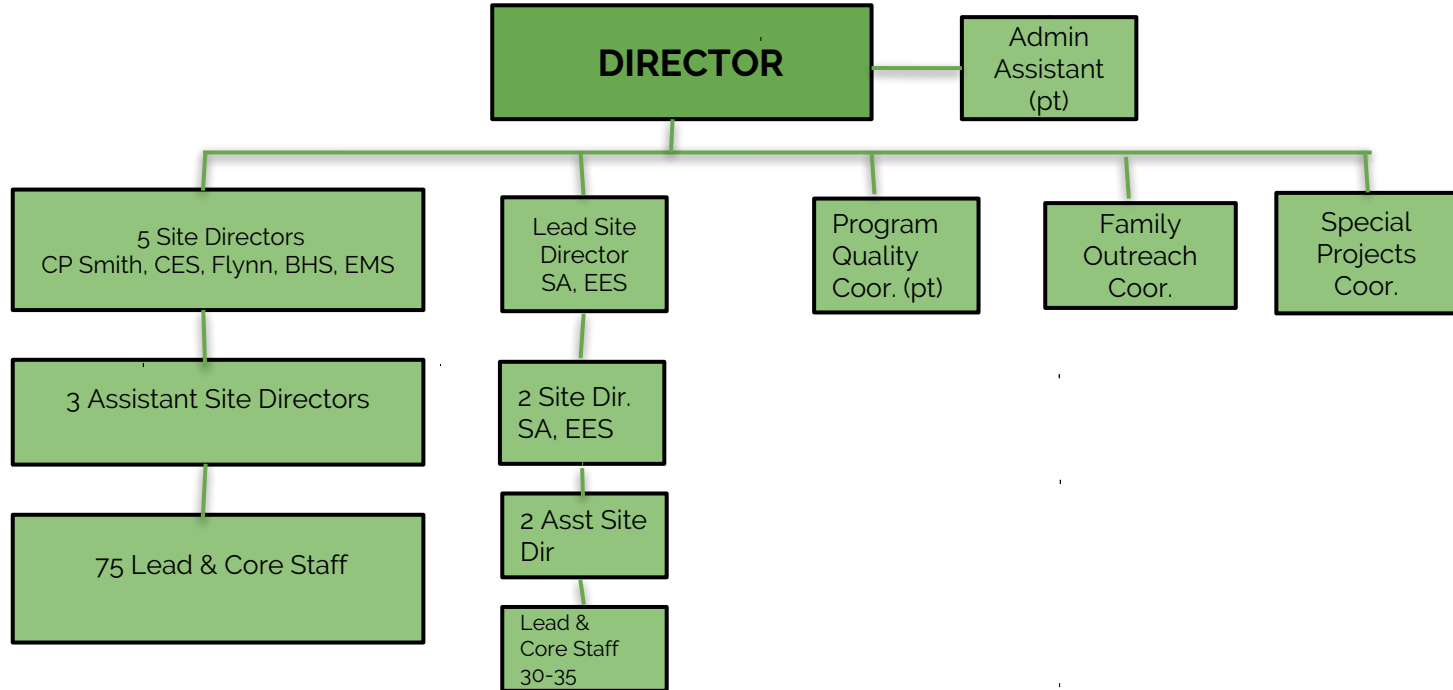 DIRECTOR
Admin
Assistant
(pt)
5 Site Directors
CP Smith, CES, Flynn, BHS, EMS
Lead Site
Director
SA, EES
Program
Quality
Coor. (pt)
Family
Outreach
Coor.
Special
Projects
Coor.
3 Assistant Site Directors
2 Site Dir.
SA, EES
75 Lead & Core Staff
2 Asst Site
Dir
Lead &
Core Staff
30-35